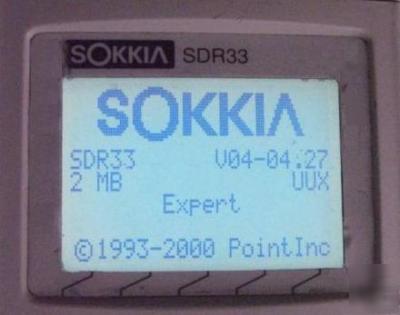 SOKKIA SDR33
SOKKIA
SDR33 V04-04.27
2 MB UUX
Expert
©1993-2000 PointInc